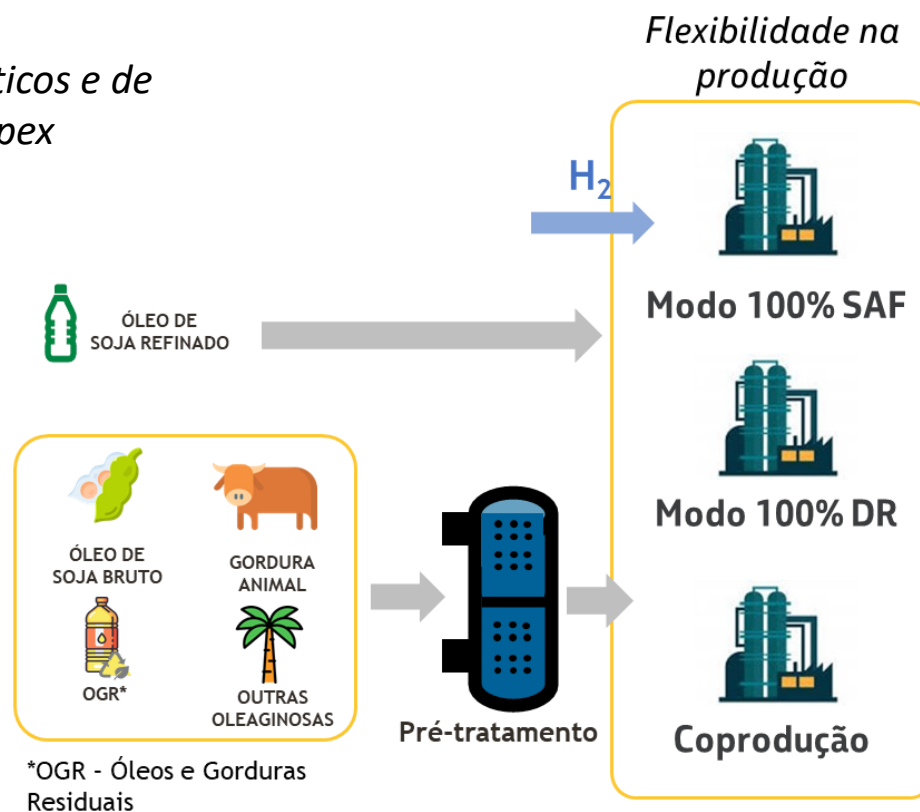 Flexibilidade na
produção
ticos e de
pex
H₂
Modo 100% SAF
ÓLEO DE
SOJA REFINADO
Modo 100% DR
ÓLEO DE
SOJA BRUTO
GORDURA
ANIMAL
OGR*
OUTRAS
OLEAGINOSAS
Pré-tratamento
Coprodução
*OGR - Óleos e Gorduras
Residuais